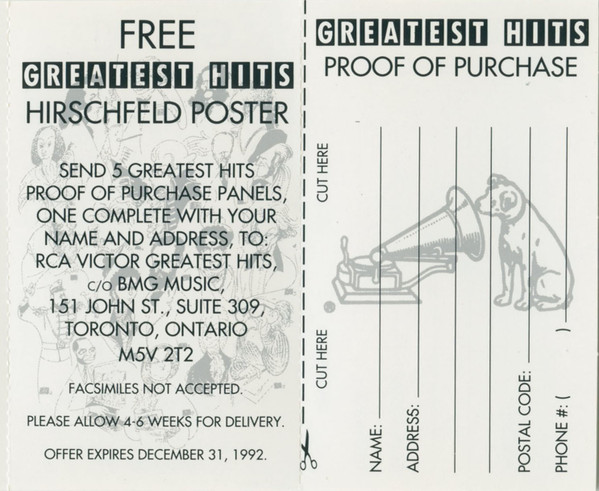 FREE
GREATEST HITS
HIRSCHFELD POSTER
SEND 5 GREATEST HITS
PROOF OF PURCHASE PANELS,
ONE COMPLETE WITH YOUR
NAME AND ADDRESS, TO:
RCA VICTOR GREATEST HITS,
c/o BMG MUSIC,
151 JOHN ST., SUITE 309,
TORONTO, ONTARIO
M5V 2T2
FACSIMILES NOT ACCEPTED.
PLEASE ALLOW 4-6 WEEKS FOR DELIVERY.
OFFER EXPIRES DECEMBER 31, 1992.
GREATEST HITS
PROOF OF PURCHASE
CUT HERE
CUT HERE
NAME:
ADDRESS:
POSTAL CODE:
PHONE #: ( )
®